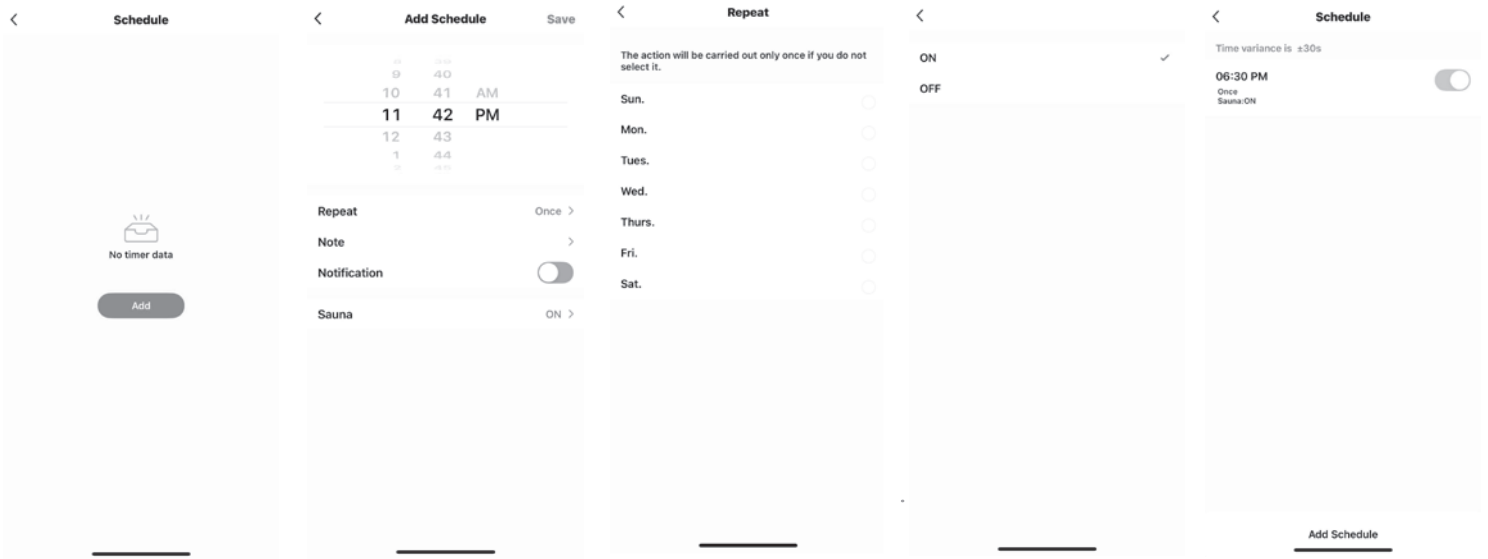 Schedule
No timer data
Add
Add Schedule
Save
9 40
10 41 AM
11 42 PM
12 43
1 44
Repeat Once
Note
Notification
Sauna ON
Repeat
The action will be carried out only once if you do not
select it.
Sun.
Mon.
Tues.
Wed.
Thurs.
Fri.
Sat.
ON
OFF
Schedule
Time variance is ±30s
06:30 PM
Once
Sauna:ON
Add Schedule